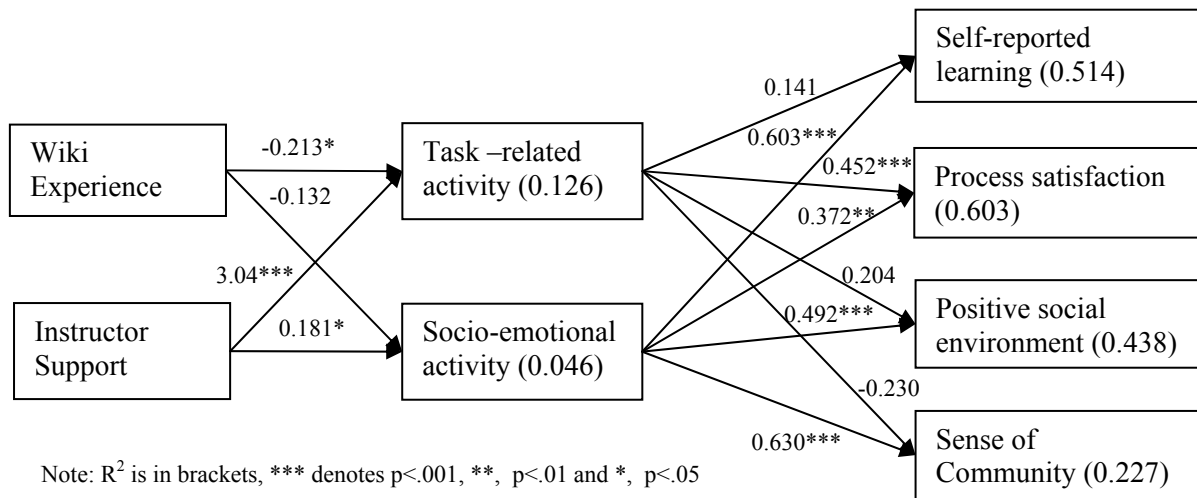 Wiki
Experience
Instructor
Support
-0.213*
-0.132
3.04***
0.181*
Task –related
activity (0.126)
Socio-emotional
activity (0.046)
0.141
0.603***
0.452***
0.372**
0.204
0.492***
-0.230
0.630***
Self-reported
learning (0.514)
Process satisfaction
(0.603)
Positive social
environment (0.438)
Sense of
Community (0.227)
Note: R² is in brackets, *** denotes p<.001, **, p<.01 and *, p<.05